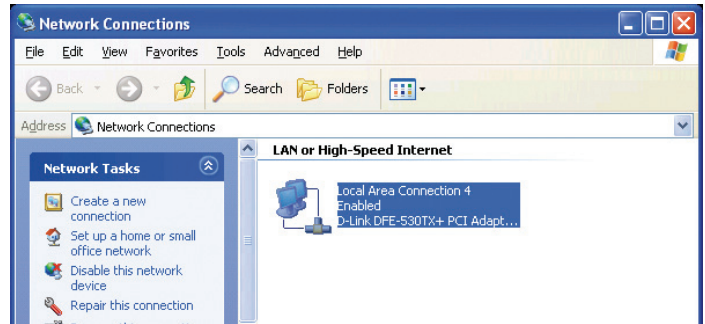 Network Connections
File Edit View Favorites Tools Advanced Help
Back Search Folders
Address Network Connections
Network Tasks
Create a new
connection
Set up a home or small
office network
Disable this network
device
Repair this connection
LAN or High-Speed Internet
Local Area Connection 4
Enabled
D-Link DFE-530TX+ PCI Adapt...